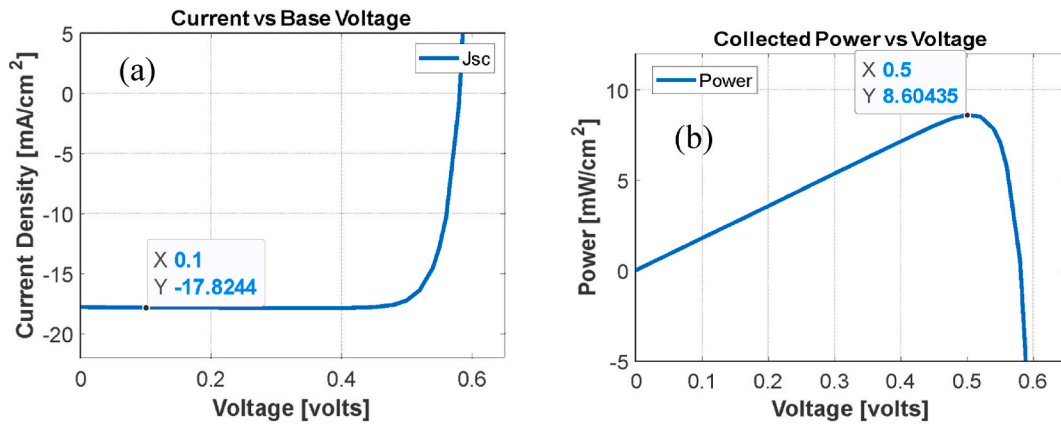 Current vs Base Voltage
(a)
Jsc
5
0
-5
-10
-15
-20
X 0.1
Y -17.8244
0
0.2
0.4
0.6
Current Density [mA/cm²]
Voltage [volts]
Collected Power vs Voltage
Power
X 0.5
Y 8.60435
(b)
10
5
0
-5
0
0.1
0.2
0.3
0.4
0.5
0.6
Power [mW/cm²]
Voltage [volts]